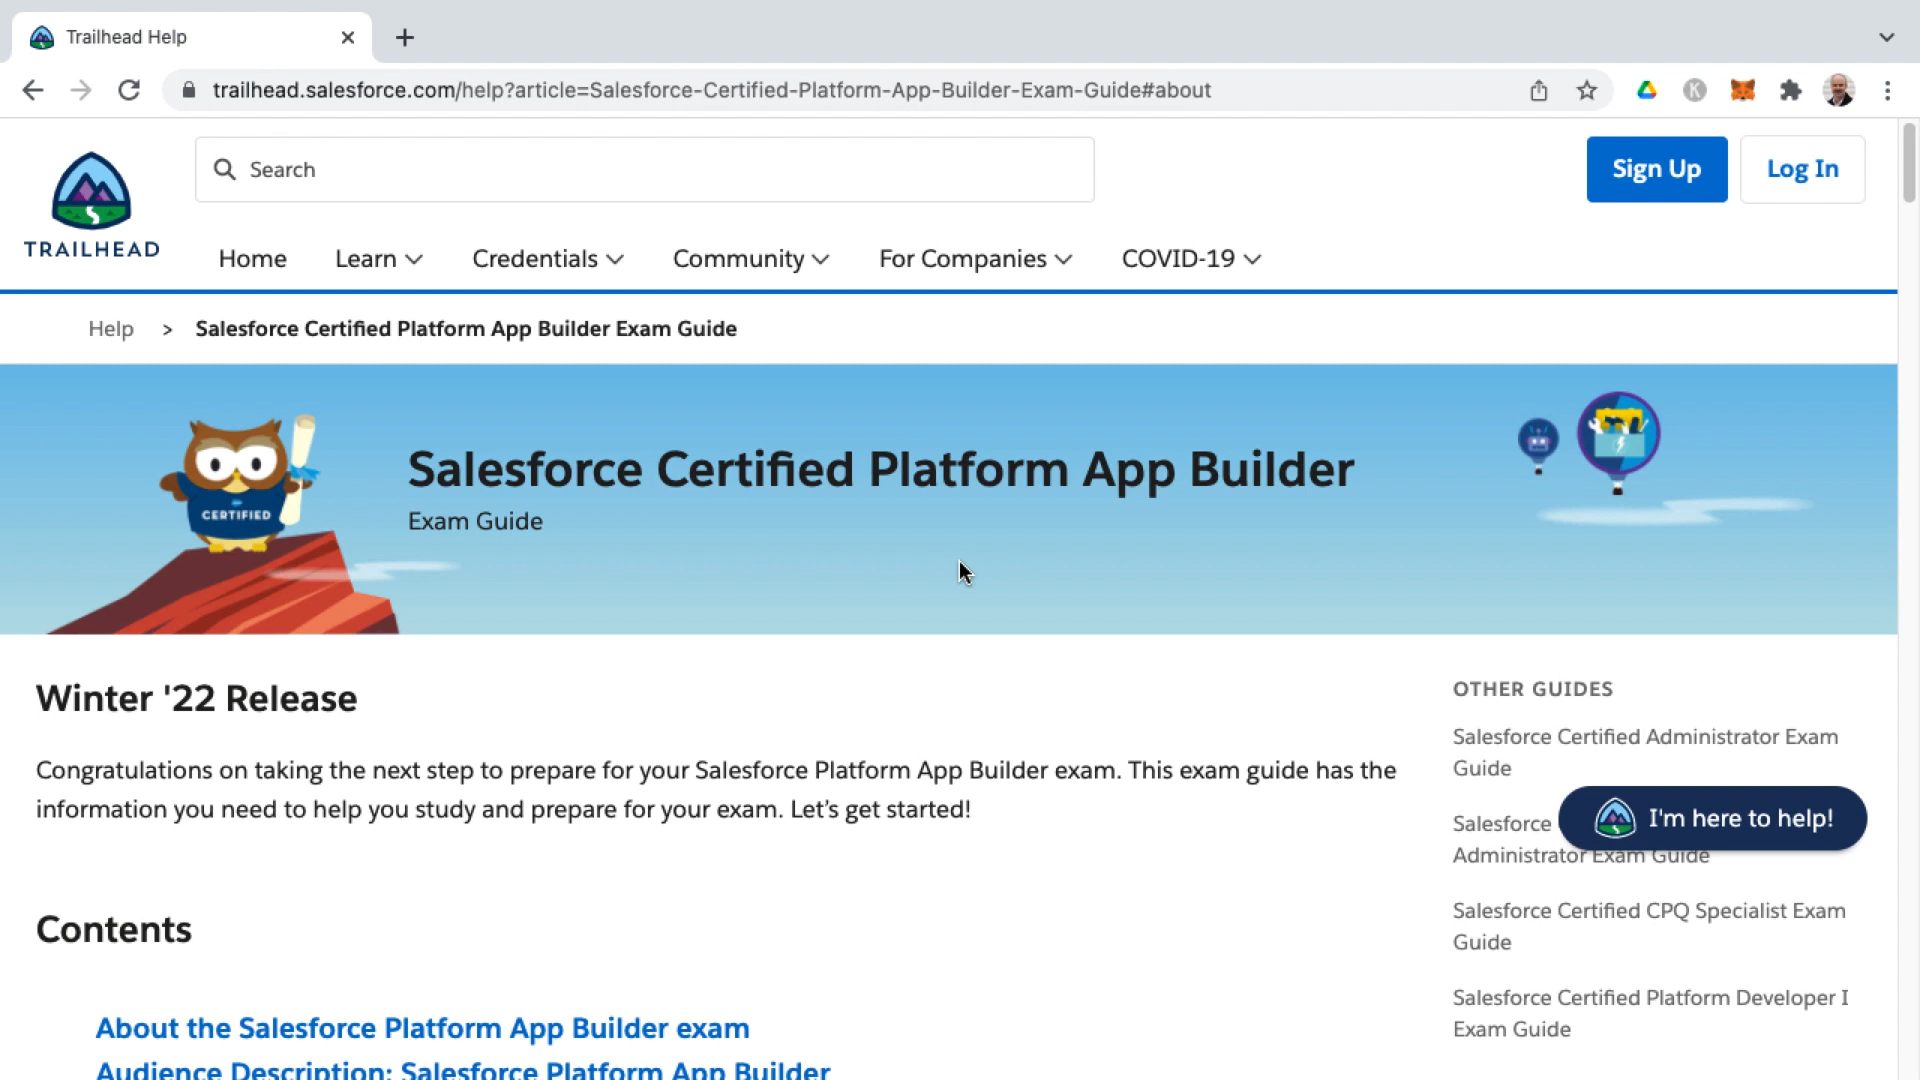 Trailhead Help
trailhead.salesforce.com/help?article=Salesforce-Certified-Platform-App-Builder-Exam-Guide#about
K
Search
Sign Up
Log In
TRAILHEAD
Home
Learn
Credentials
Community
For Companies
COVID-19
Help > Salesforce Certified Platform App Builder Exam Guide
CERTIFIED
Salesforce Certified Platform App Builder
Exam Guide
Winter '22 Release
Congratulations on taking the next step to prepare for your Salesforce Platform App Builder exam. This exam guide has the
information you need to help you study and prepare for your exam. Let’s get started!
Contents
About the Salesforce Platform App Builder exam
Audience Description: Salesforce Platform App Builder
OTHER GUIDES
Salesforce Certified Administrator Exam
Guide
Salesforce
Administrator Exam Guide
I'm here to help!
Salesforce Certified CPQ Specialist Exam
Guide
Salesforce Certified Platform Developer I
Exam Guide